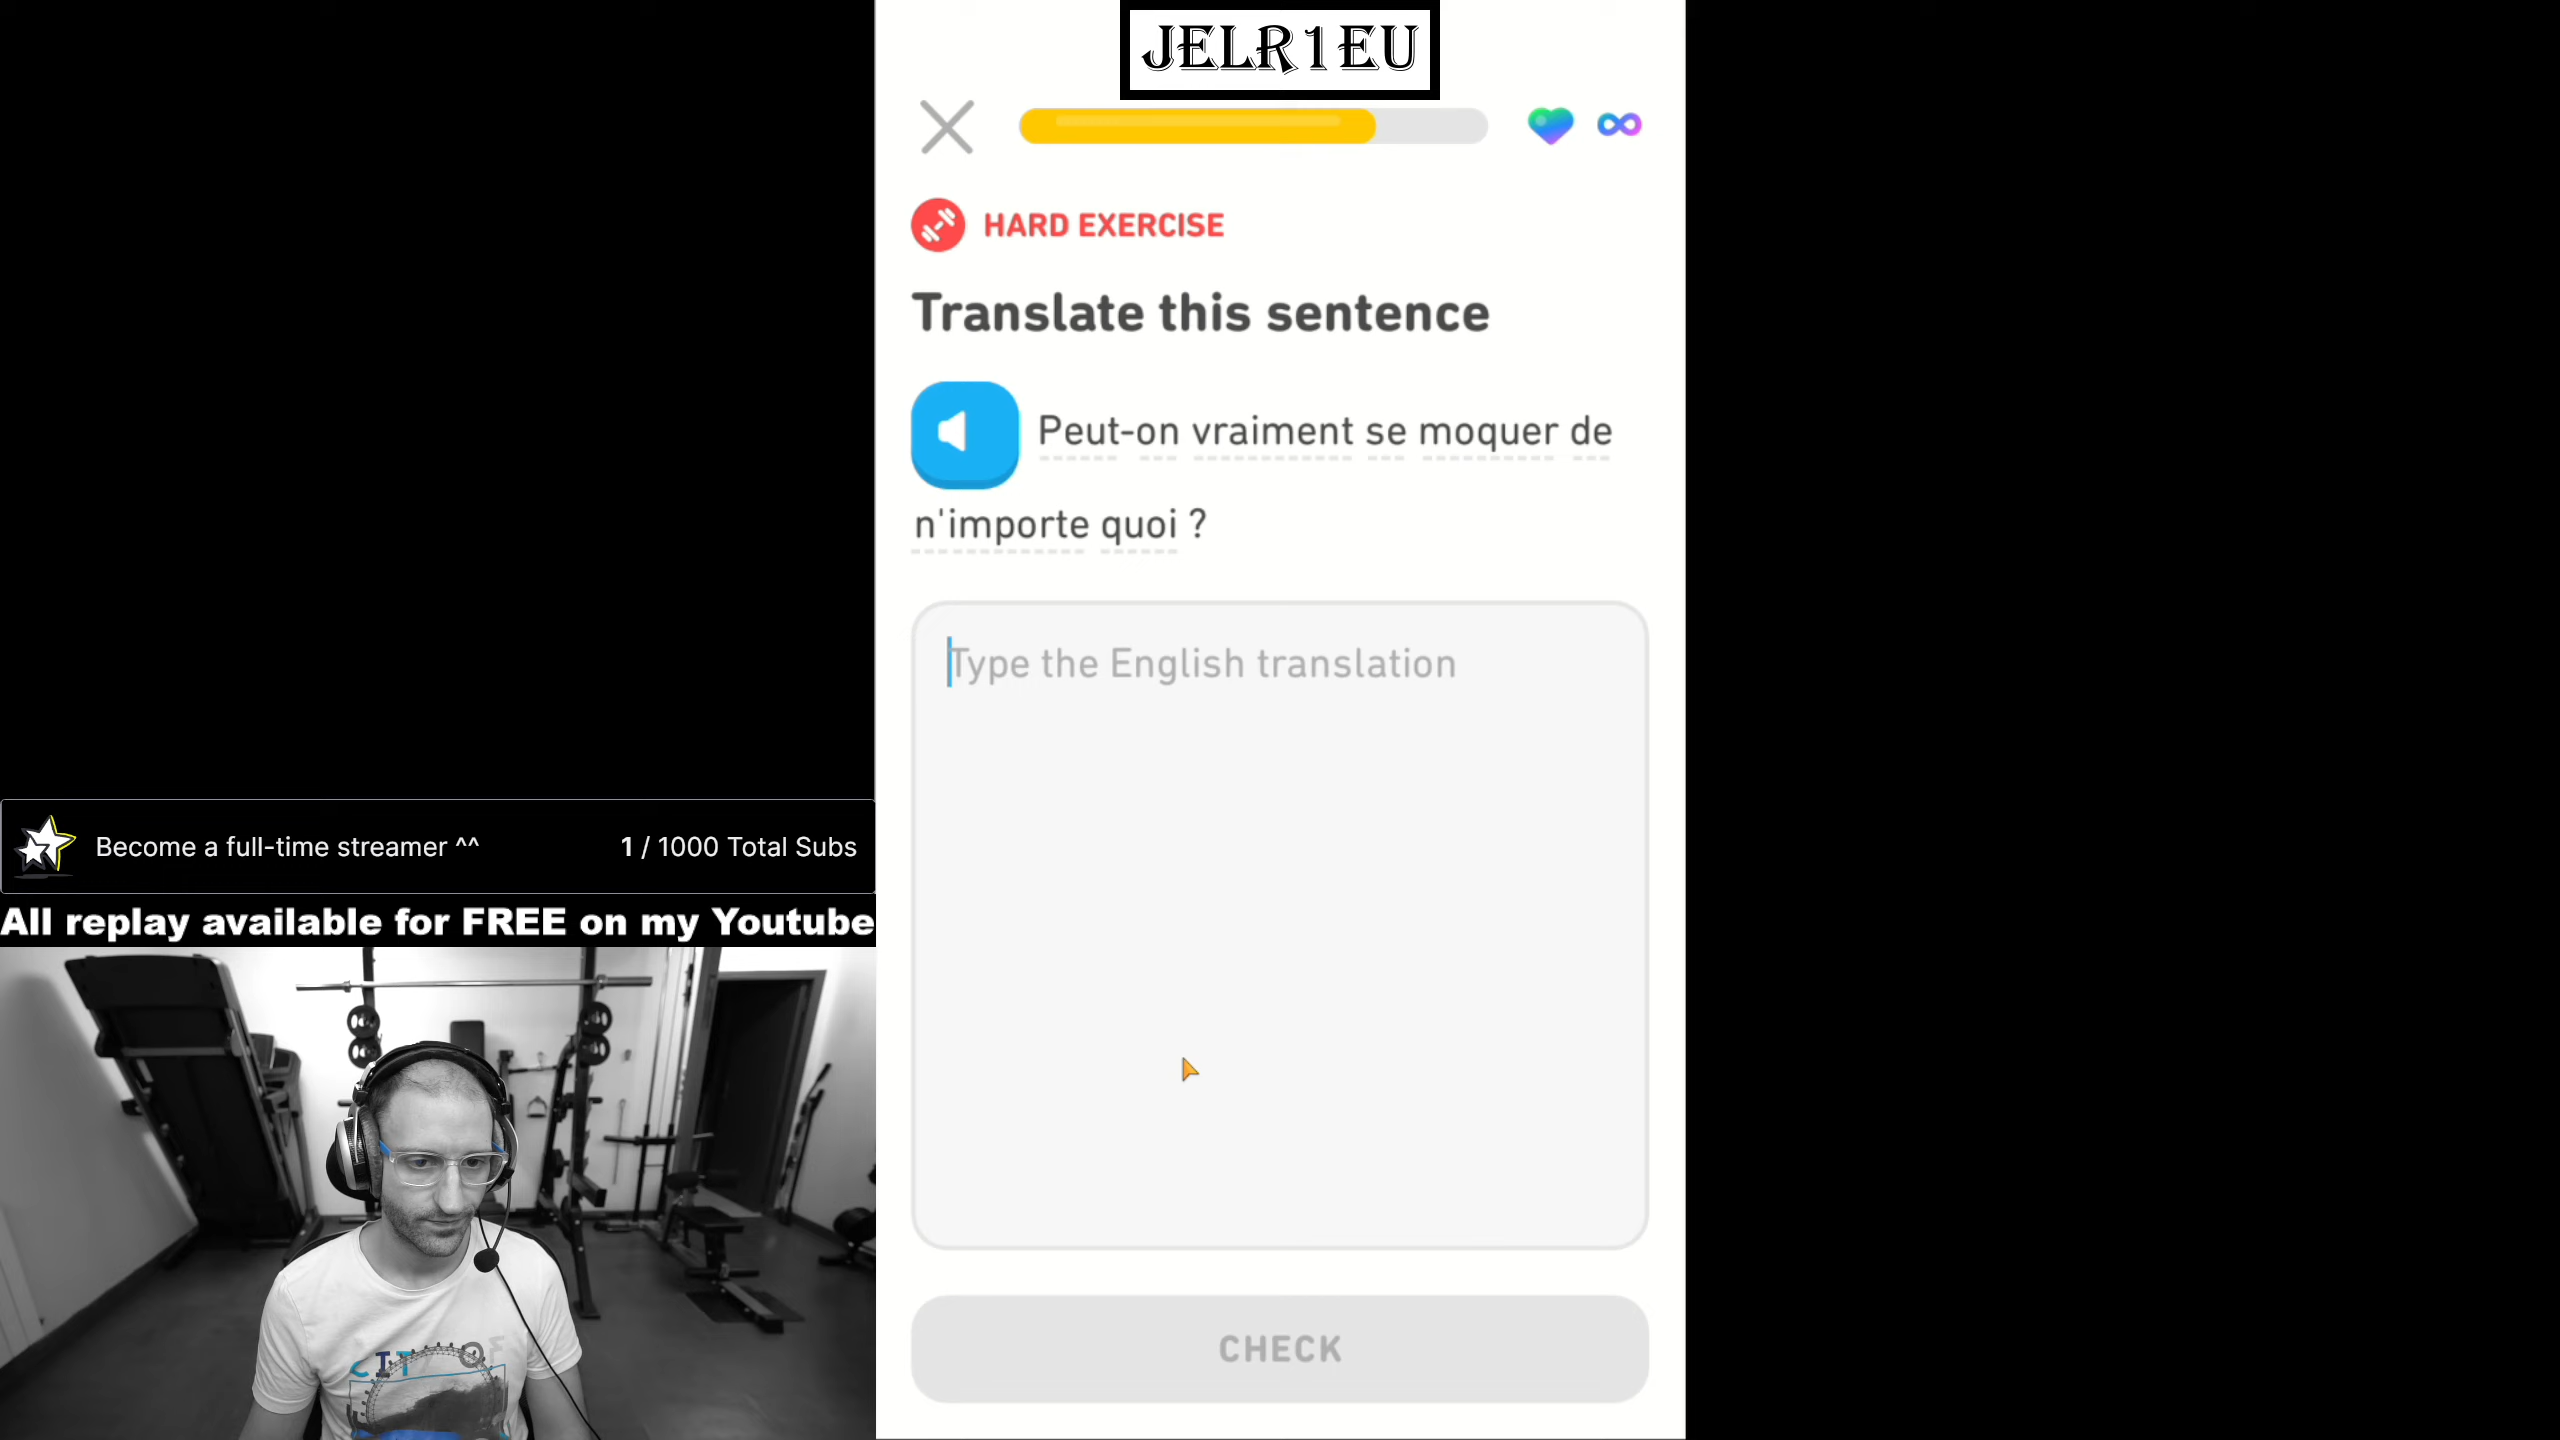 JELR1EU
HARD EXERCISE
Translate this sentence
Peut-on vraiment se moquer de
n'importe quoi ?
Type the English translation
CHECK
Become a full-time streamer ^^
1 / 1000 Total Subs
All replay available for FREE on my Youtube
CIT